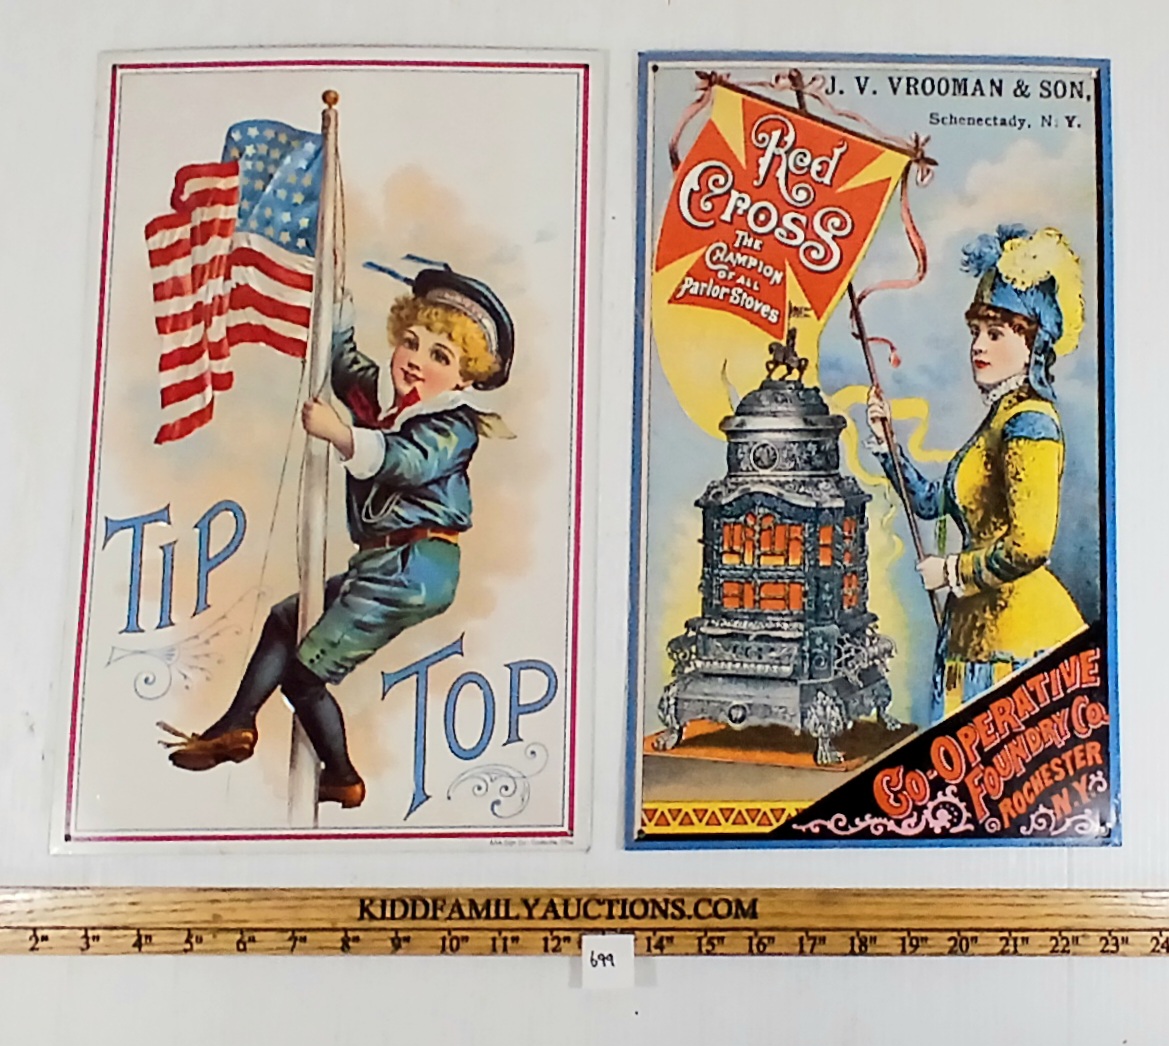 TIP
TOP
J. V. VROOMAN & SON,
Schenectady, N. Y.
Red
CROSS
THE
CHAMPION
OF ALL
Parlor Stoves
CO-OPERATIVE
FOUNDRY CO.
ROCHESTER
N.Y.
KIDDFAMILYAUCTIONS.COM
2" 3" 4" 5" 6" 7" 8" 9" 10" 11" 12" 14" 15" 16" 17" 18" 19" 20" 21" 22" 23" 24
699